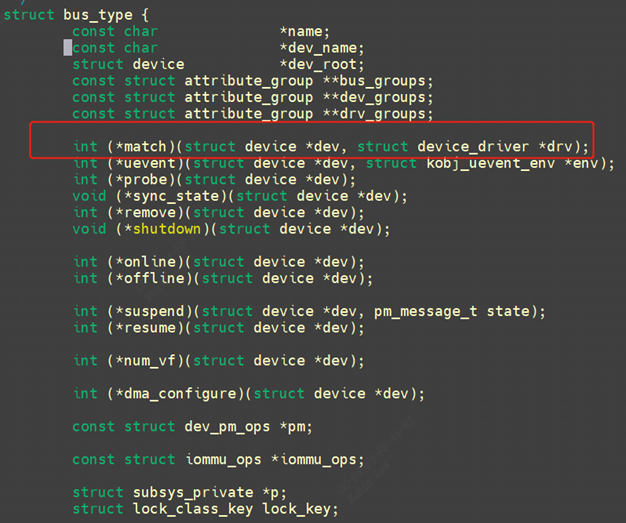 struct bus_type {
const char *name;
const char *dev_name;
struct device *dev_root;
const struct attribute_group **bus_groups;
const struct attribute_group **dev_groups;
const struct attribute_group **drv_groups;
int (*match)(struct device *dev, struct device_driver *drv);
int (*uevent)(struct device *dev, struct kobj_uevent_env *env);
int (*probe)(struct device *dev);
void (*sync_state)(struct device *dev);
int (*remove)(struct device *dev);
void (*shutdown)(struct device *dev);
int (*online)(struct device *dev);
int (*offline)(struct device *dev);
int (*suspend)(struct device *dev, pm_message_t state);
int (*resume)(struct device *dev);
int (*num_vf)(struct device *dev);
int (*dma_configure)(struct device *dev);
const struct dev_pm_ops *pm;
const struct iommu_ops *iommu_ops;
struct subsys_private *p;
struct lock_class_key lock_key;